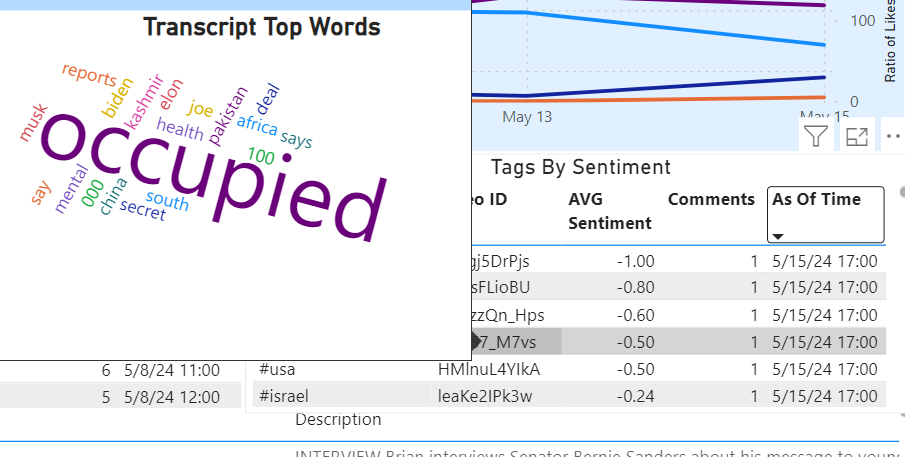 Transcript Top Words
reports
biden
kashmir
elon
joe
pakistan
deal
musk
health
africa
says
occupied
100
say
mental
000
china
secret
south
100
0
Ratio of Likes
May 13
May 15
Tags By Sentiment
eo ID
AVG Sentiment
Comments
As Of Time
gj5DrPjs -1.00 1 5/15/24 17:00
sFLioBU -0.80 1 5/15/24 17:00
zzQn_Hps -0.60 1 5/15/24 17:00
7_M7vs -0.50 1 5/15/24 17:00
6 5/8/24 11:00 #usa HMlnuL4YIkA -0.50 1 5/15/24 17:00
5 5/8/24 12:00 #israel leaKe2IPk3w -0.24 1 5/15/24 17:00
Description
INTERVIEW Brian interviews Senator Bernie Sanders about his message to young